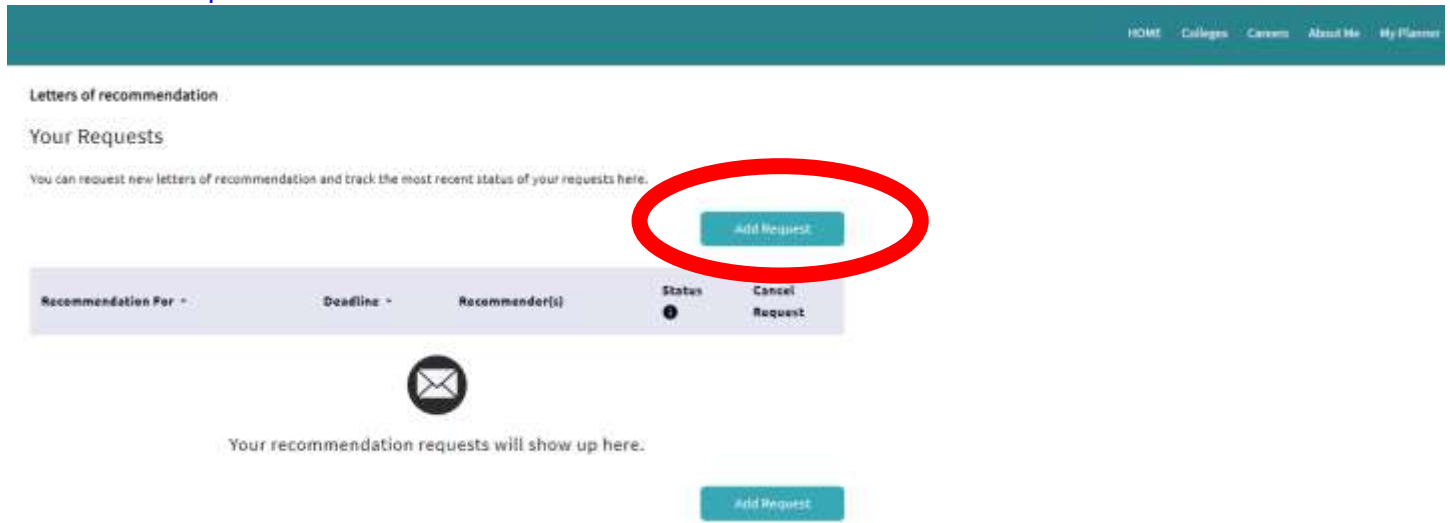 HOME Colleges Careers About Me My Planner
Letters of recommendation
Your Requests
You can request new letters of recommendation and track the most recent status of your requests here.
Add Request
Recommendation For Deadline Recommender(s) Status Cancel Request
Your recommendation requests will show up here.
Add Request